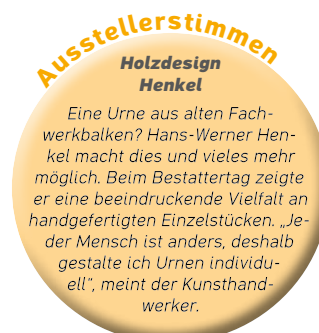 Ausstellerstimmen
Holzdesign
Henkel
Eine Urne aus alten Fach-
werkbalken? Hans-Werner Hen-
kel macht dies und vieles mehr
möglich. Beim Bestattertag zeigte
er eine beeindruckende Vielfalt an
handgefertigten Einzelstücken. „Je-
der Mensch ist anders, deshalb
gestalte ich Urnen individu-
ell“, meint der Kunsthand-
werker.